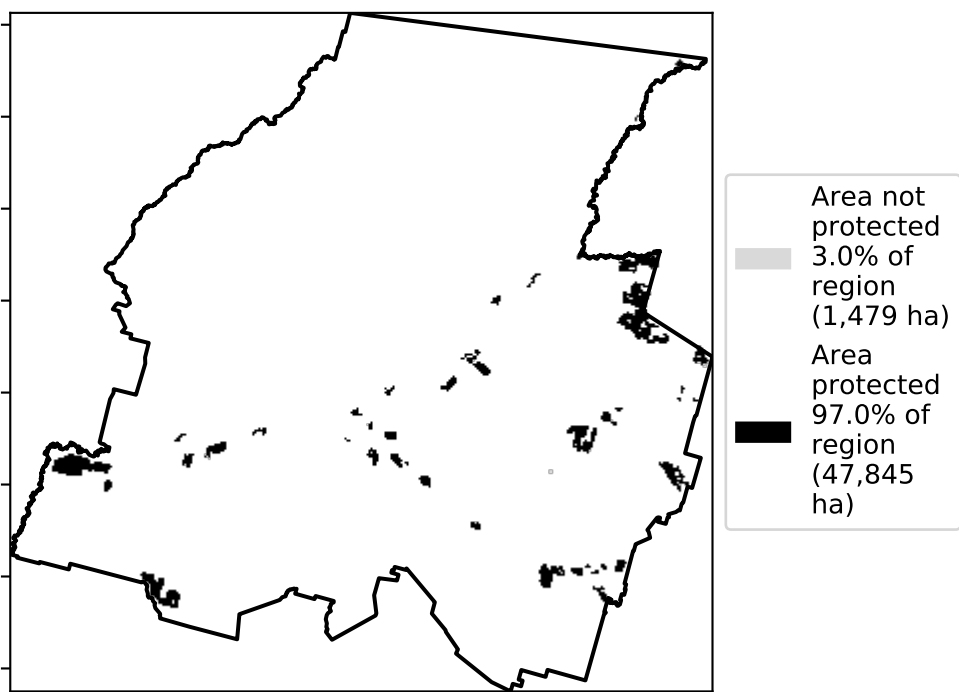 Area not
protected
3.0% of
region
(1,479 ha)
Area
protected
97.0% of
region
(47,845
ha)